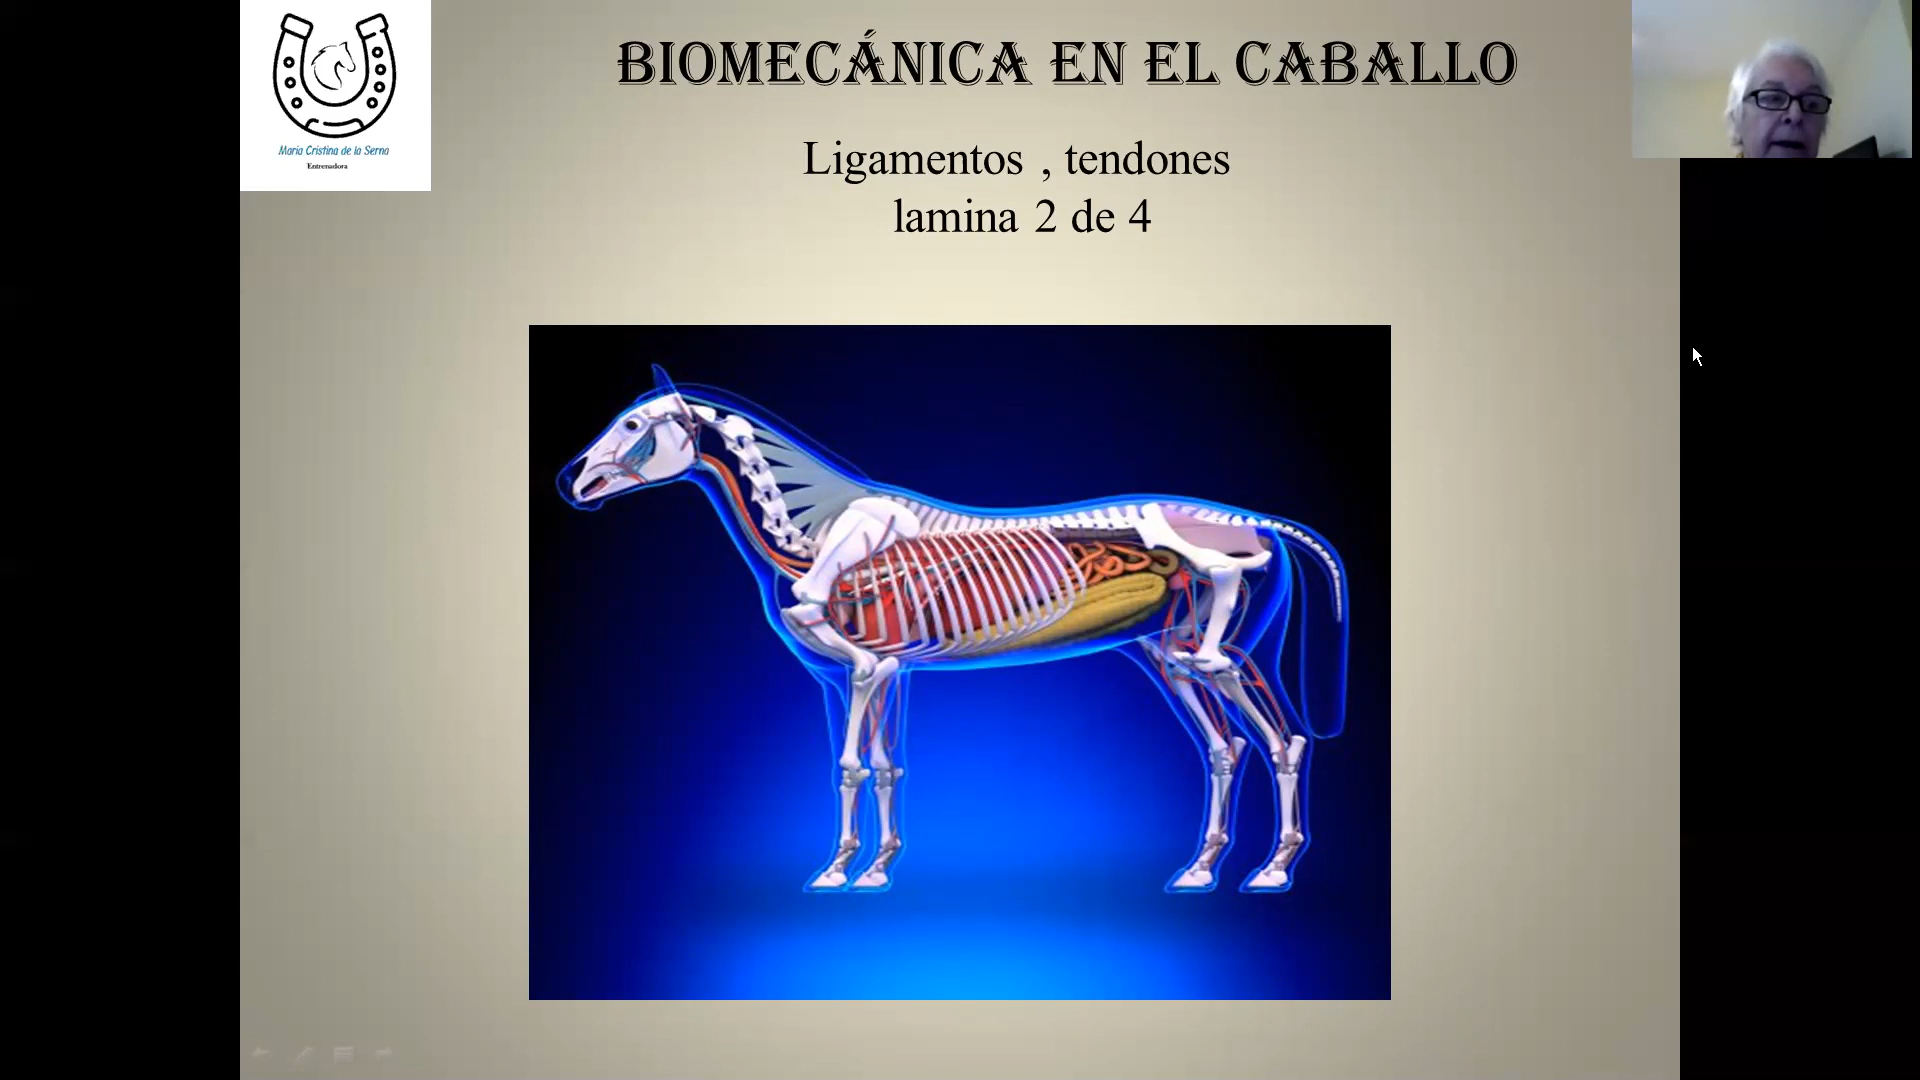 BIOMECÁNICA EN EL CABALLO
Maria Cristina de la Serna
Entrenadora
Ligamentos , tendones
lamina 2 de 4